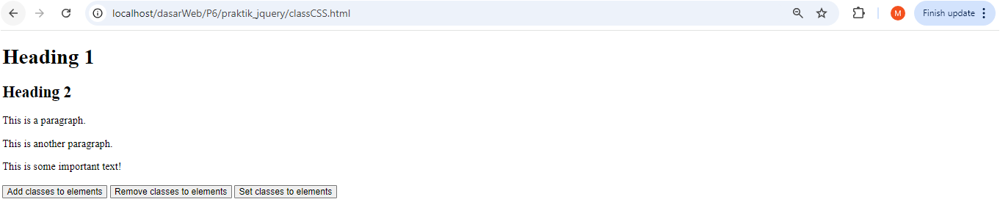 localhost/dasarWeb/P6/praktik_jquery/classCSS.html M Finish update
Heading 1
Heading 2
This is a paragraph.
This is another paragraph.
This is some important text!
Add classes to elements Remove classes to elements Set classes to elements